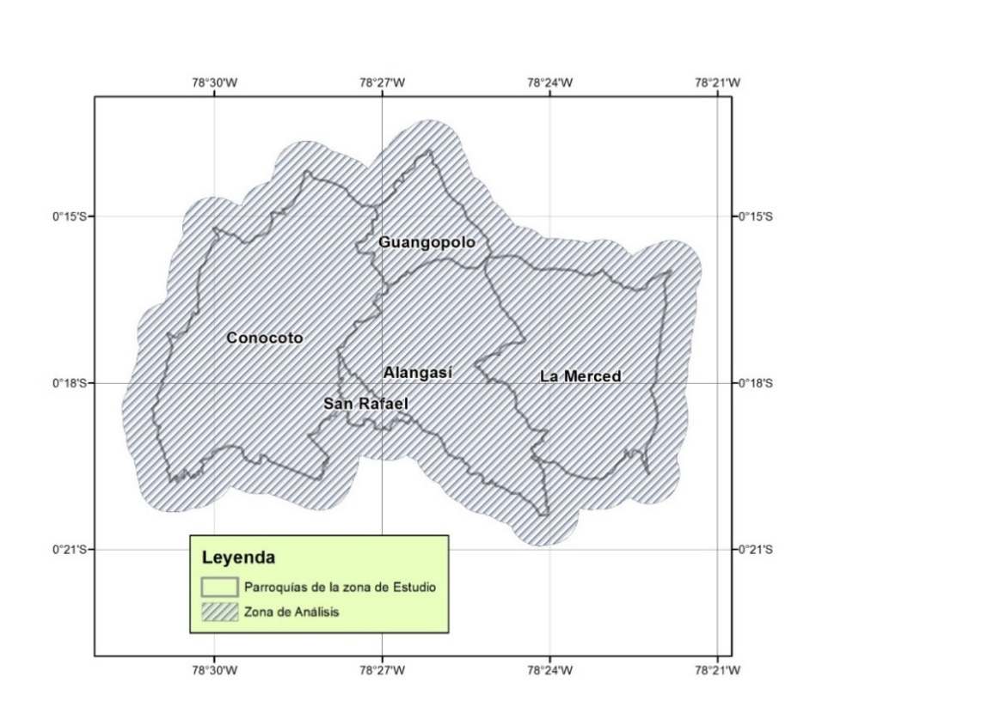 78°30'W 78°27'W 78°24'W 78°21'W
0°15'S 0°15'S
Guangopolo
Conocoto
Alangasí
La Merced
0°18'S 0°18'S
San Rafael
0°21'S 0°21'S
Leyenda
Parroquías de la zona de Estudio
Zona de Análisis
78°30'W 78°27'W 78°24'W 78°21'W